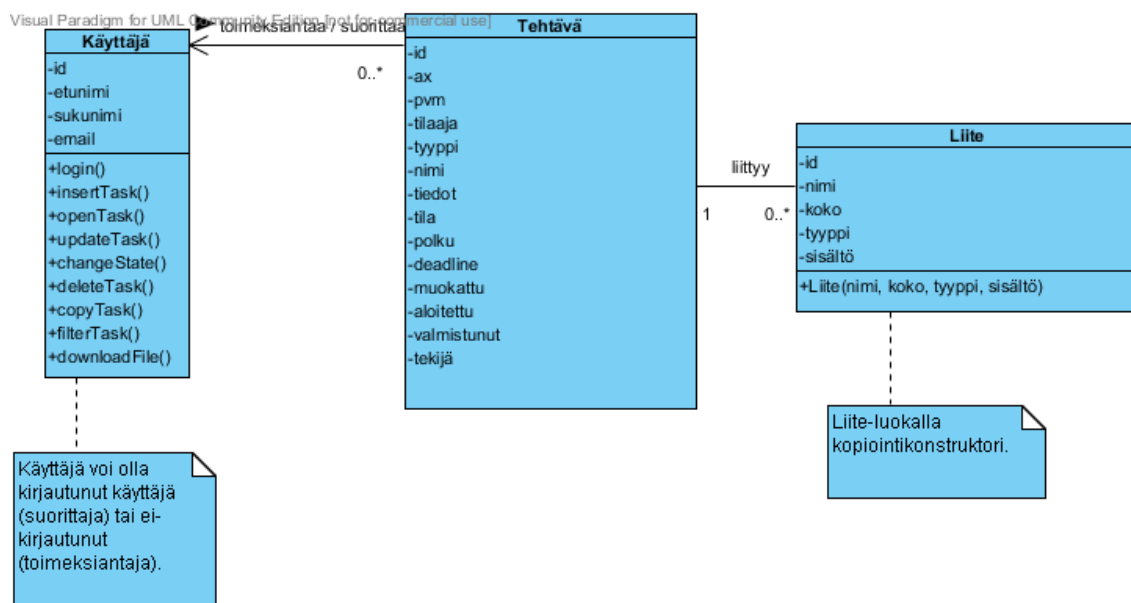 Visual Paradigm for UML Community Edition [not for commercial use]
toimeksiantaa / suorittaa
0..*
Käyttäjä
-id
-etunimi
-sukunimi
-email
+login()
+insertTask()
+openTask()
+updateTask()
+changeState()
+deleteTask()
+copyTask()
+filterTask()
+downloadFile()
Tehtävä
-id
-ax
-pvm
-tilaaja
-tyyppi
-nimi
-tiedot
-tila
-polku
-deadline
-muokattu
-aloitettu
-valmistunut
-tekijä
liittyy
1
0..*
Liite
-id
-nimi
-koko
-tyyppi
-sisältö
+Liite(nimi, koko, tyyppi, sisältö)
Käyttäjä voi olla
kirjautunut käyttäjä
(suorittaja) tai ei-
kirjautunut
(toimeksiantaja).
Liite-luokalla
kopiointikonstruktori.